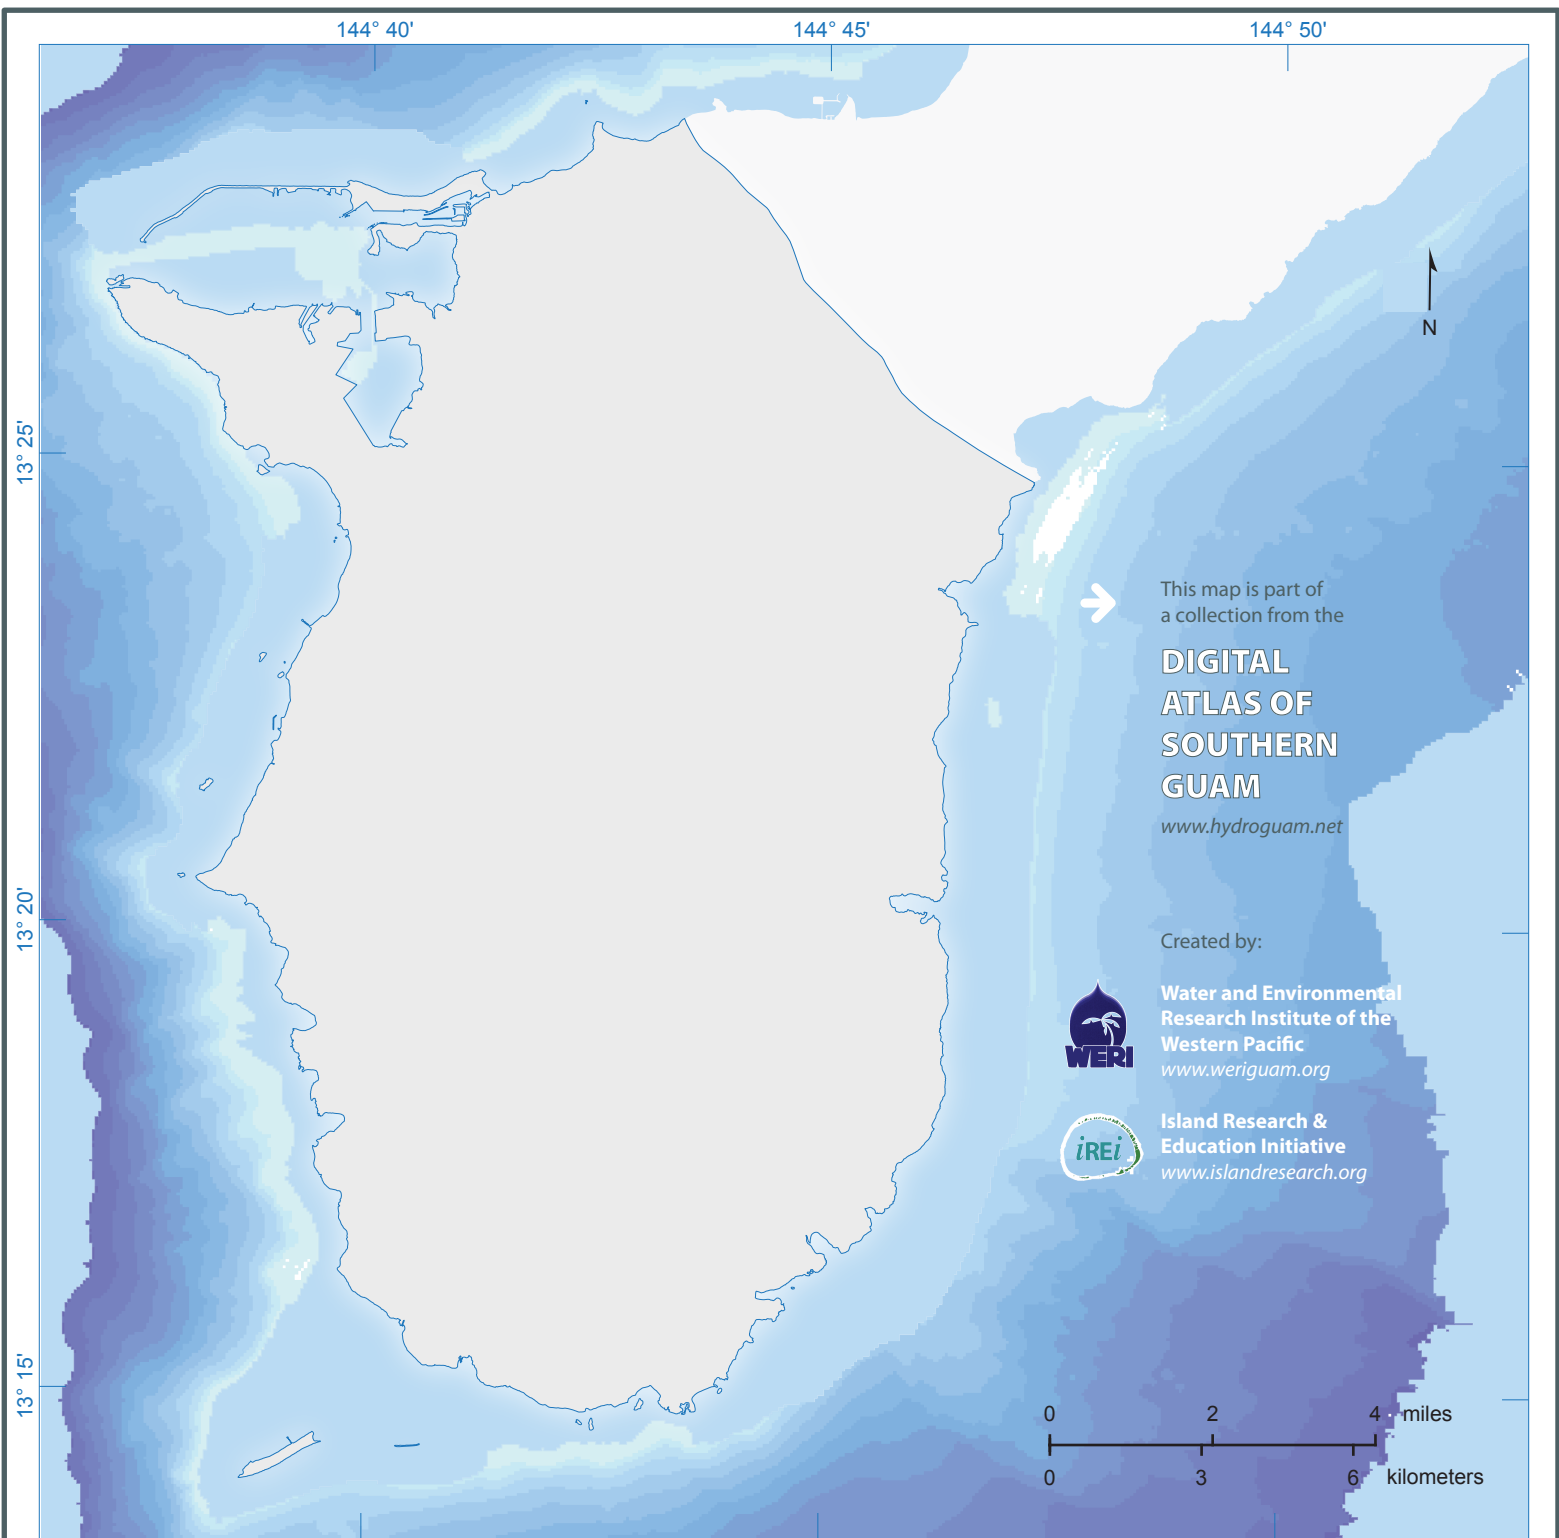 144° 40'
144° 45'
144° 50'
N
13° 25'
This map is part of
a collection from the
DIGITAL
ATLAS OF
SOUTHERN
GUAM
www.hydroguam.net
13° 20'
Created by:
Water and Environmental
Research Institute of the
Western Pacific
www.weriguam.org
WERI
Island Research &
Education Initiative
www.islandresearch.org
iREi
13° 15'
0 2 4 miles
0 3 6 kilometers